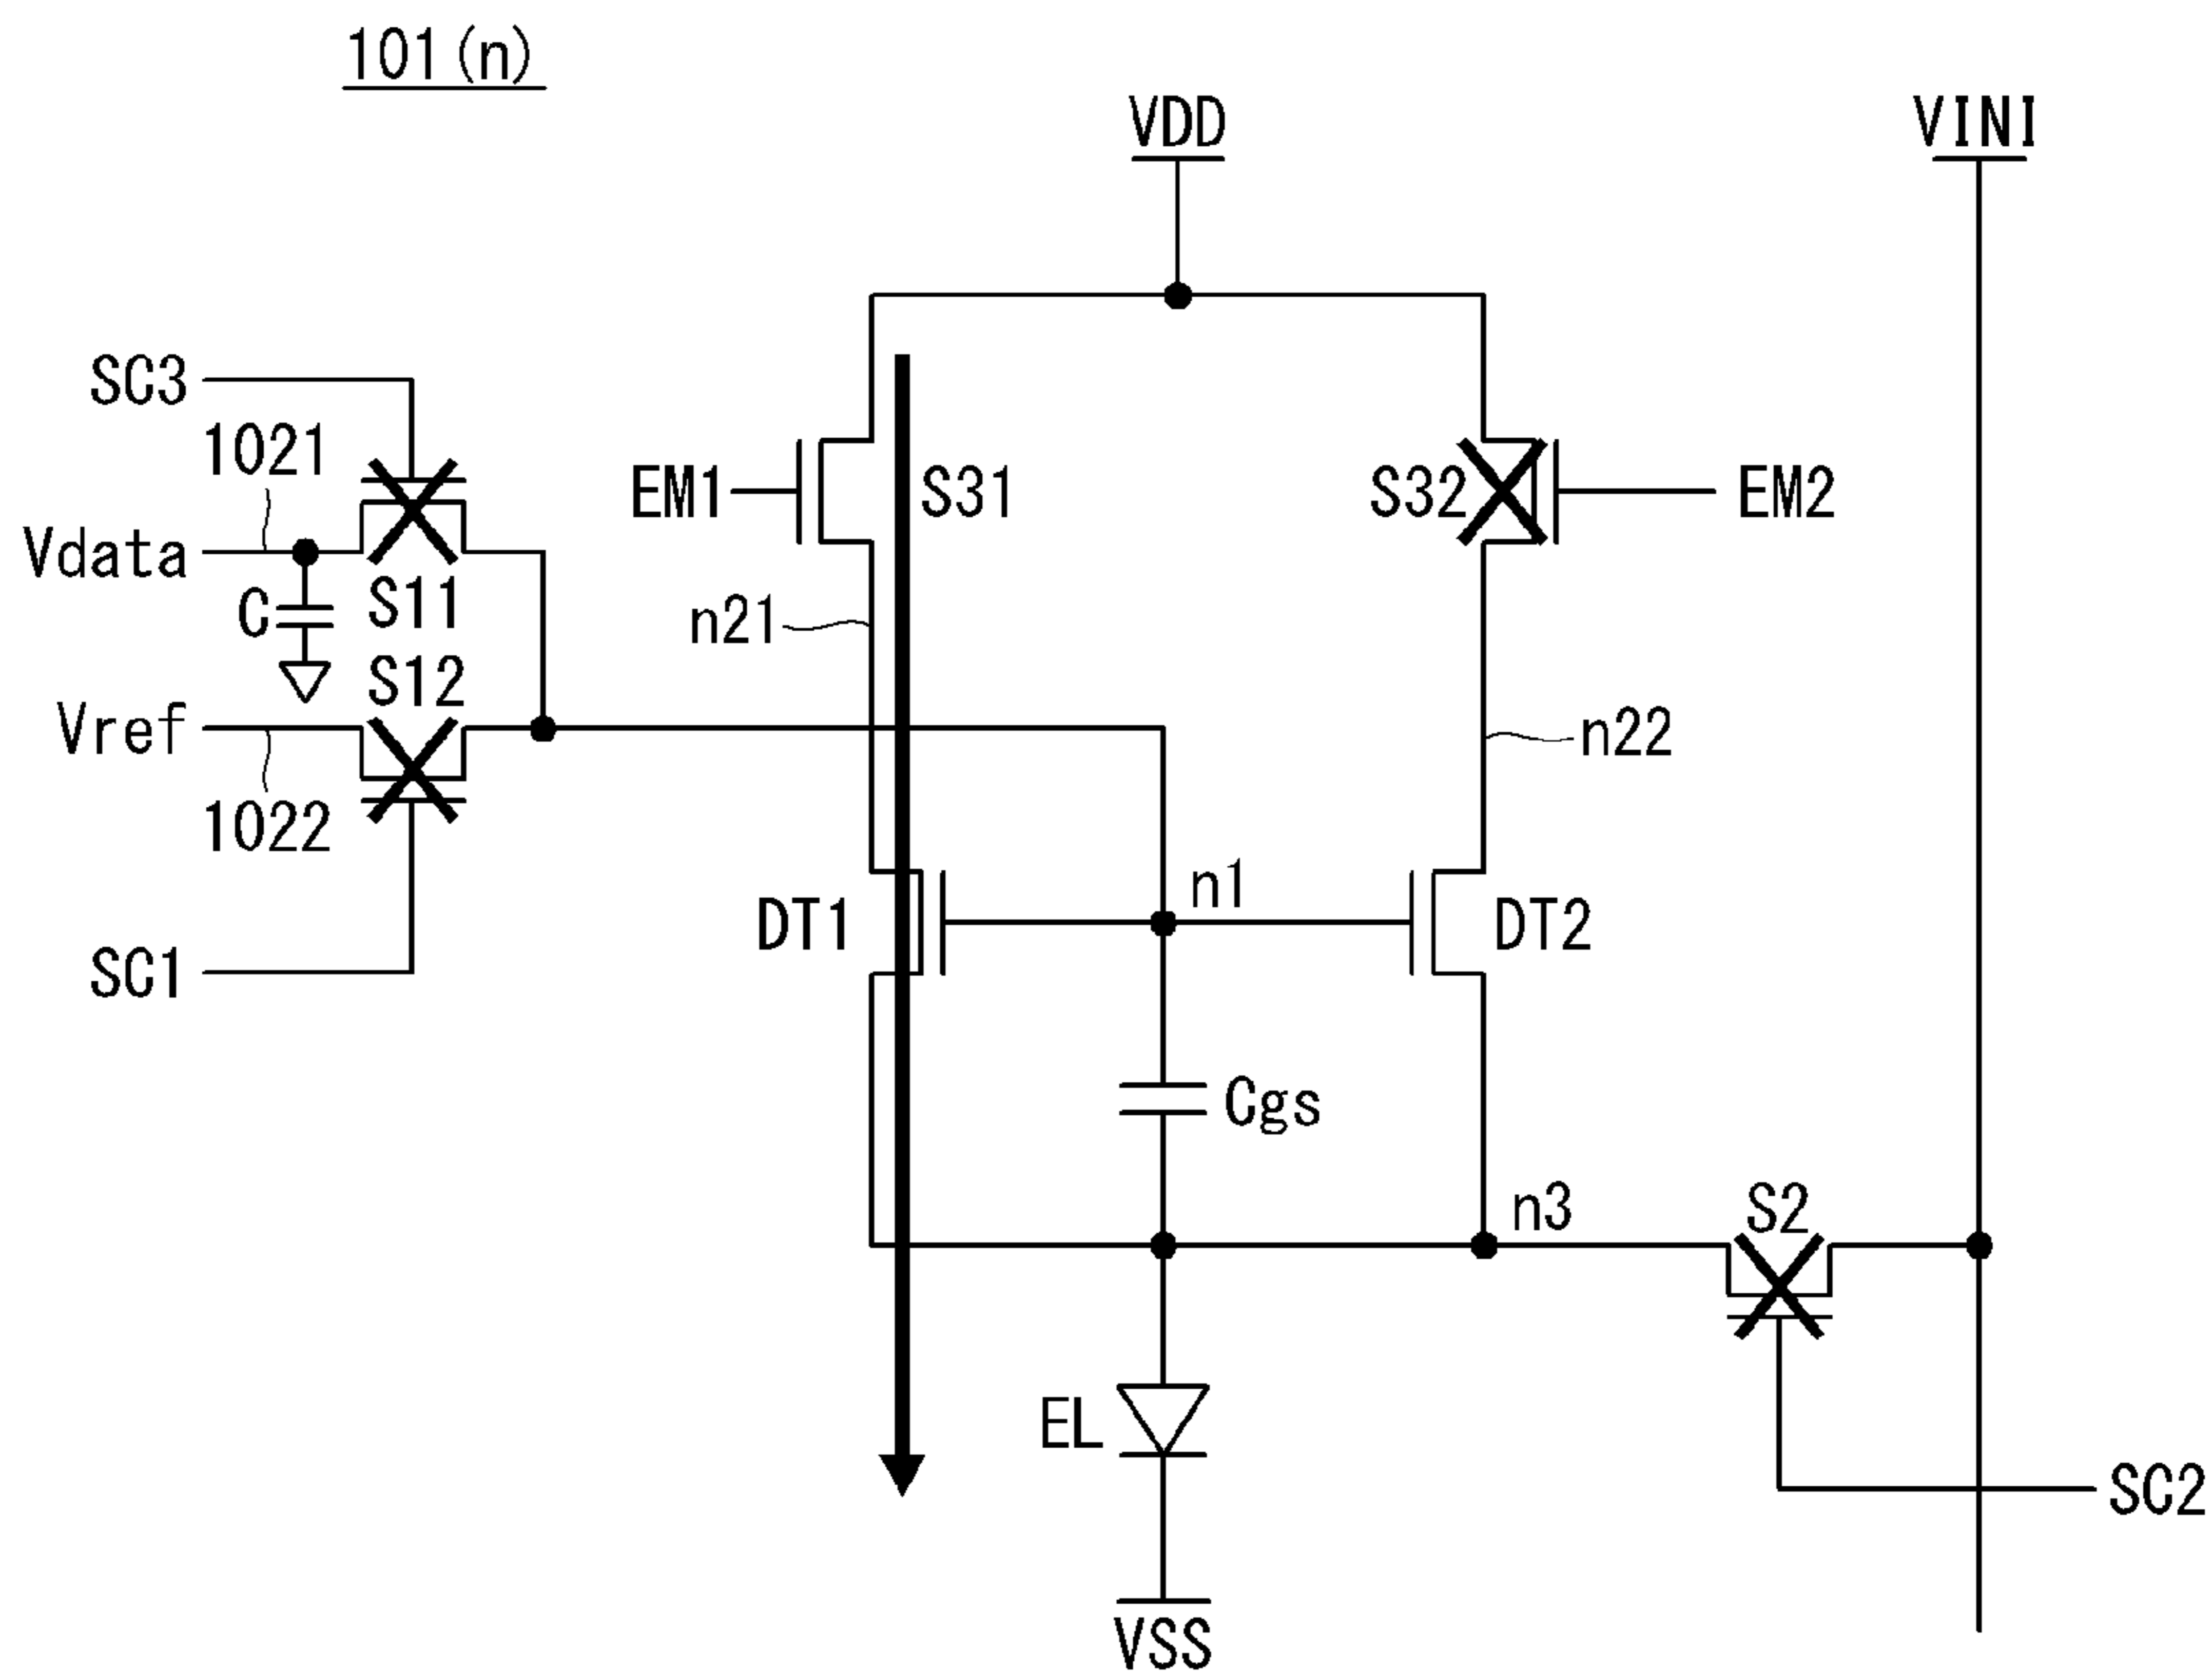 101(n)
VDD
VINI
SC3
1021
EM1
S31
S32
EM2
Vdata
S11
C
n21
S12
Vref
n22
1022
n1
DT1
DT2
SC1
Cgs
n3
S2
EL
SC2
VSS